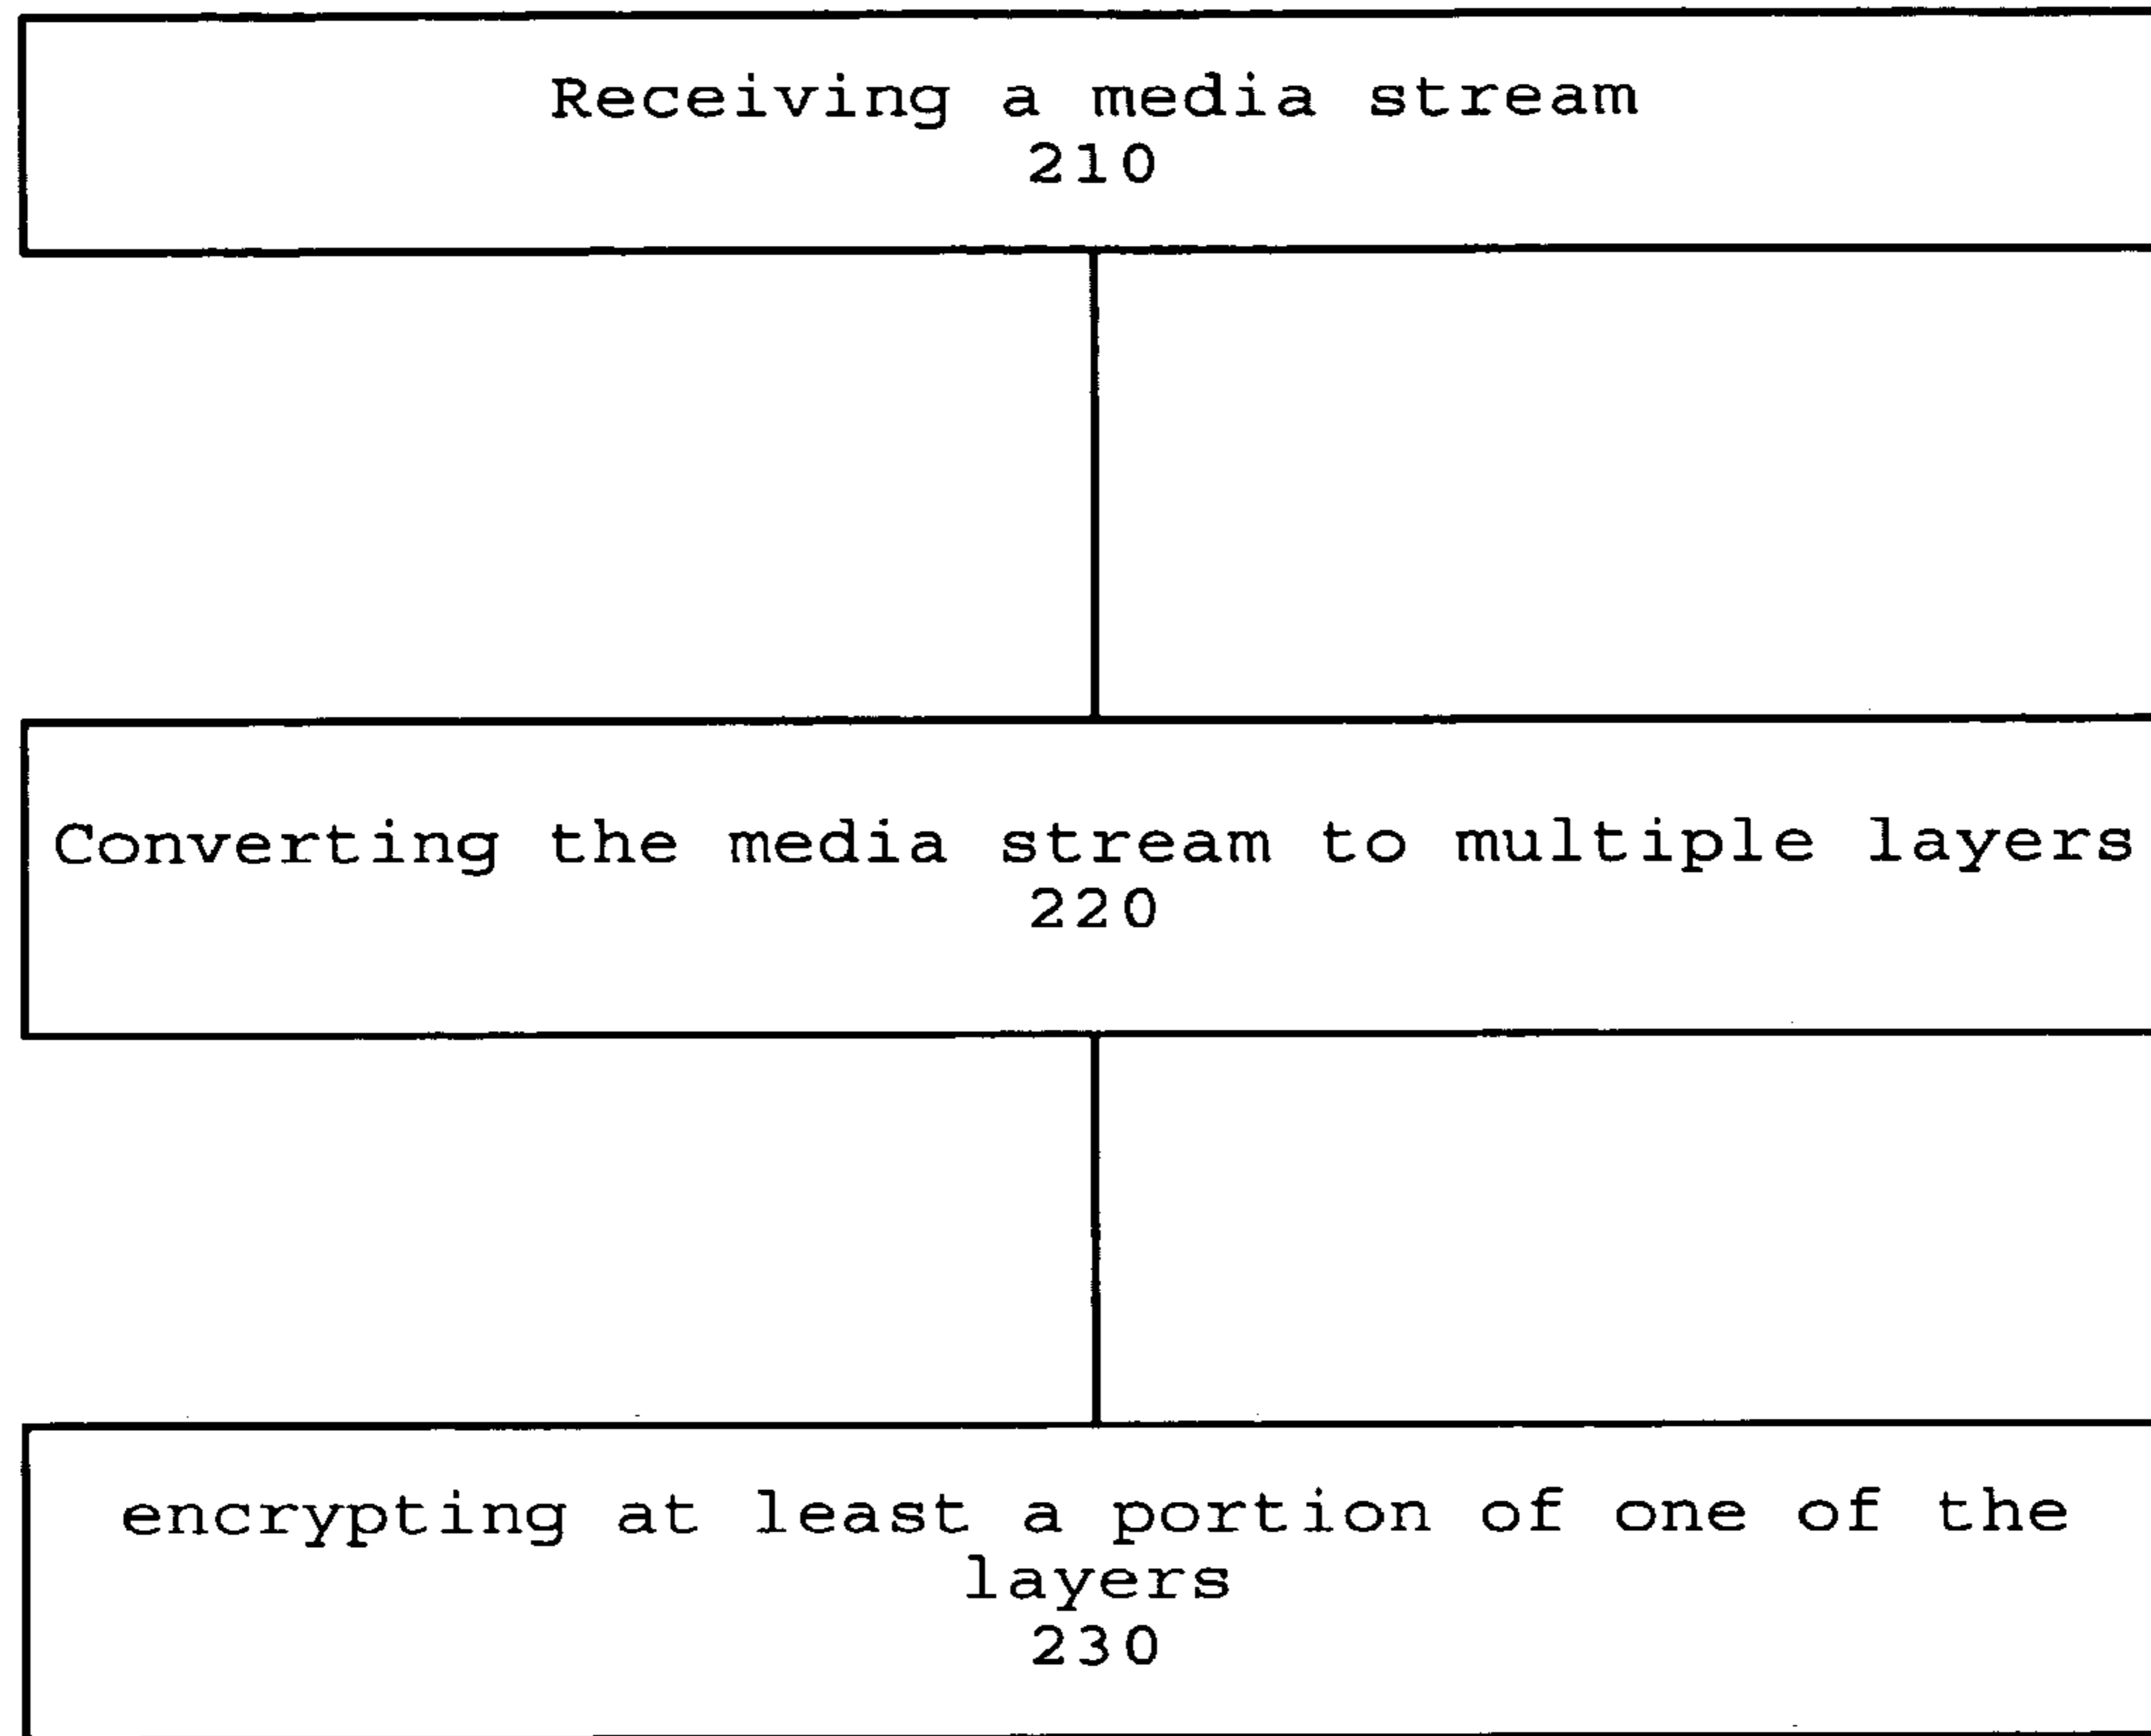 Receiving a media stream
210
Converting the media stream to multiple layers
220
encrypting at least a portion of one of the
layers
230